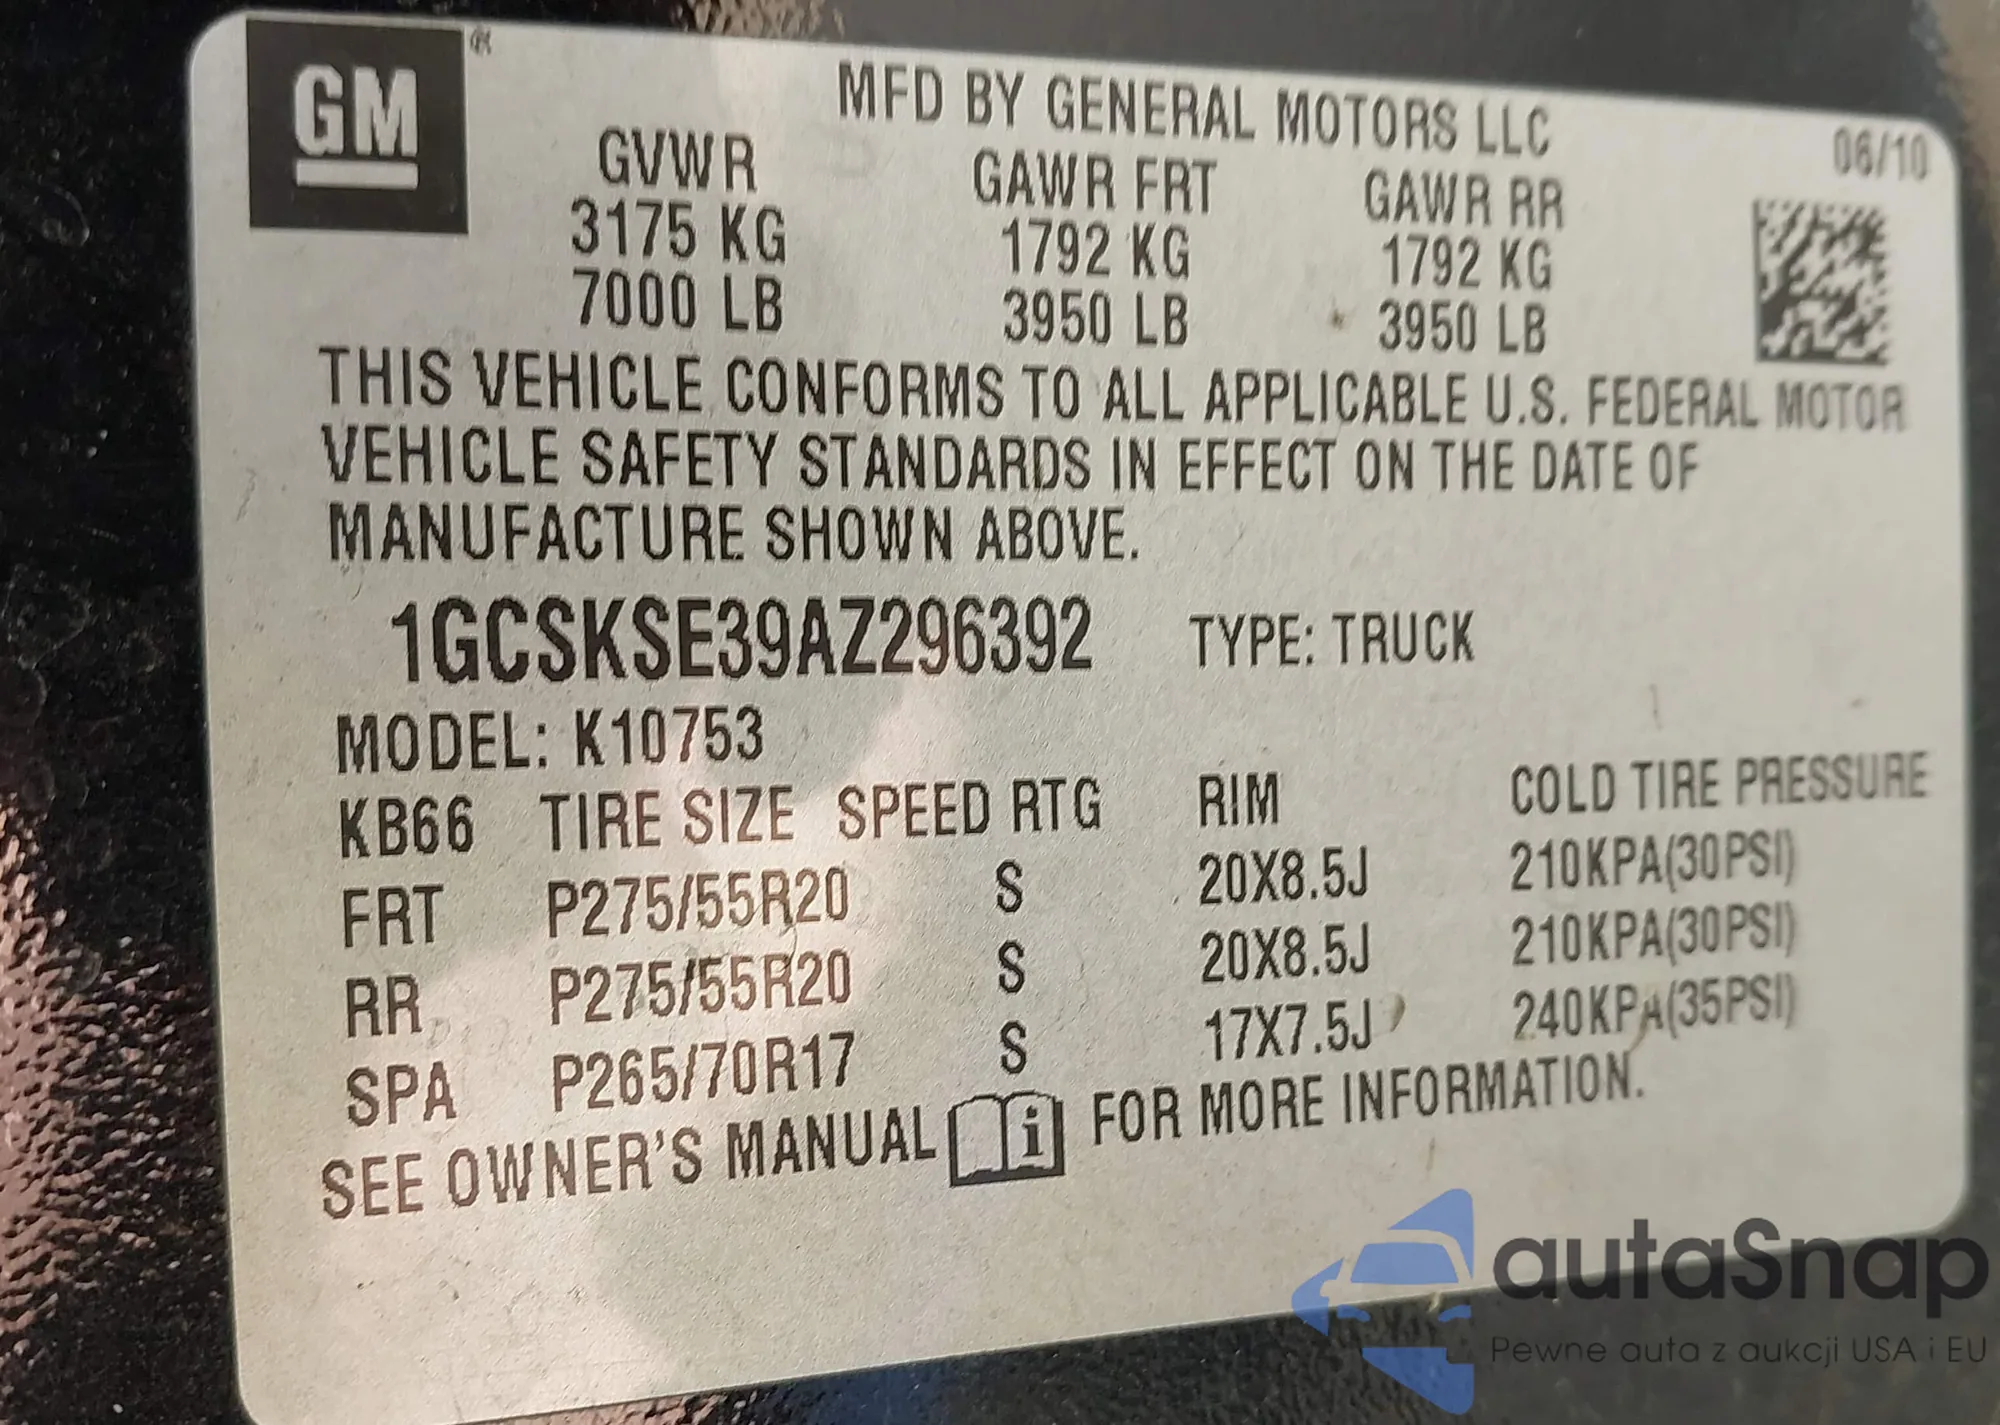 GM
MFD BY GENERAL MOTORS LLC
06/10
GVWR GAWR FRT GAWR RR
3175 KG 1792 KG 1792 KG
7000 LB 3950 LB 3950 LB
THIS VEHICLE CONFORMS TO ALL APPLICABLE U.S. FEDERAL MOTOR
VEHICLE SAFETY STANDARDS IN EFFECT ON THE DATE OF
MANUFACTURE SHOWN ABOVE.
1GCSKSE39AZ296392 TYPE: TRUCK
MODEL: K10753
KB66 TIRE SIZE SPEED RTG RIM COLD TIRE PRESSURE
FRT P275/55R20 S 20X8.5J 210KPA(30PSI)
RR P275/55R20 S 20X8.5J 210KPA(30PSI)
SPA P265/70R17 S 17X7.5J 240KPA(35PSI)
SEE OWNER'S MANUAL i FOR MORE INFORMATION.
autaSnap
Pewne auta z aukcji USA i EU